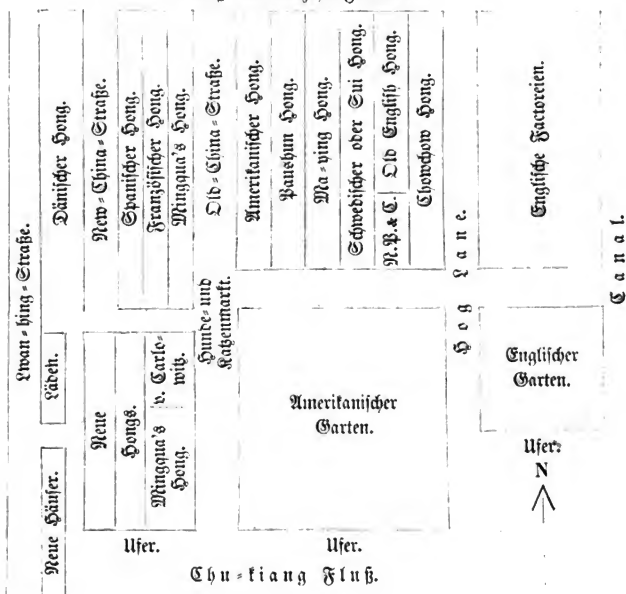 Lwan-hing-Straße.
Dänischer Hong.
New-China-Straße.
Spanischer Hong.
Französischer Hong.
Mingqua's Hong.
Old-China-Straße.
Amerikanischer Hong.
Paushun Hong.
Ma-ying Hong.
Schwedischer oder Sui Hong.
N.P.&C.
Old English Hong.
Chowchow Hong.
Hog Lane.
Englische Factoreien.
Canal.
Läden.
Neue Häuser.
Neue
Hongs.
Mingqua's
Hong.
v. Carlo-
witz.
Hunde- und
Katzenmarkt.
Amerikanischer
Garten.
Englischer
Garten.
Ufer.
N
Ufer.
Ufer.
Chu-kiang Fluß.